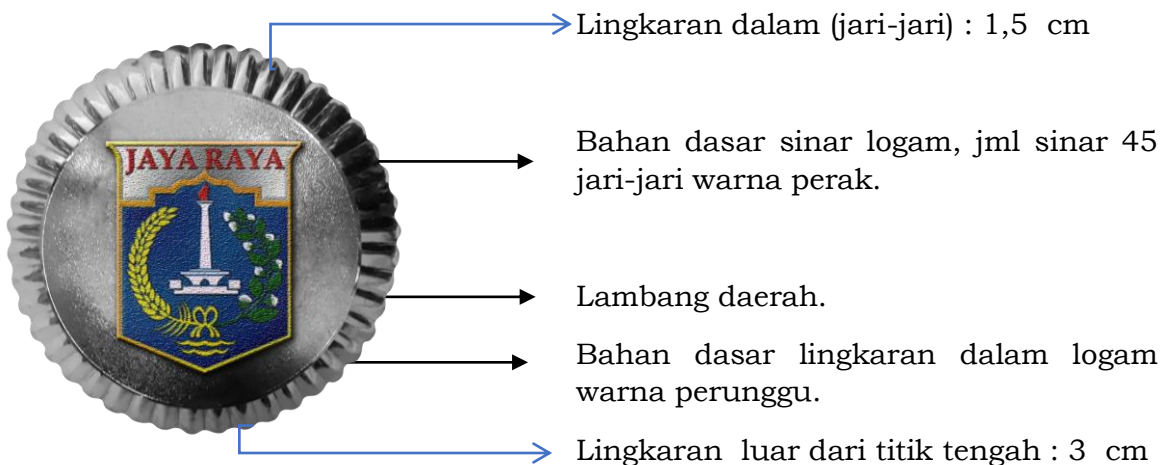 Lingkaran dalam (jari-jari) : 1,5 cm
Bahan dasar sinar logam, jml sinar 45
jari-jari warna perak.
JAYA RAYA
Lambang daerah.
Bahan dasar lingkaran dalam logam
warna perunggu.
Lingkaran luar dari titik tengah : 3 cm